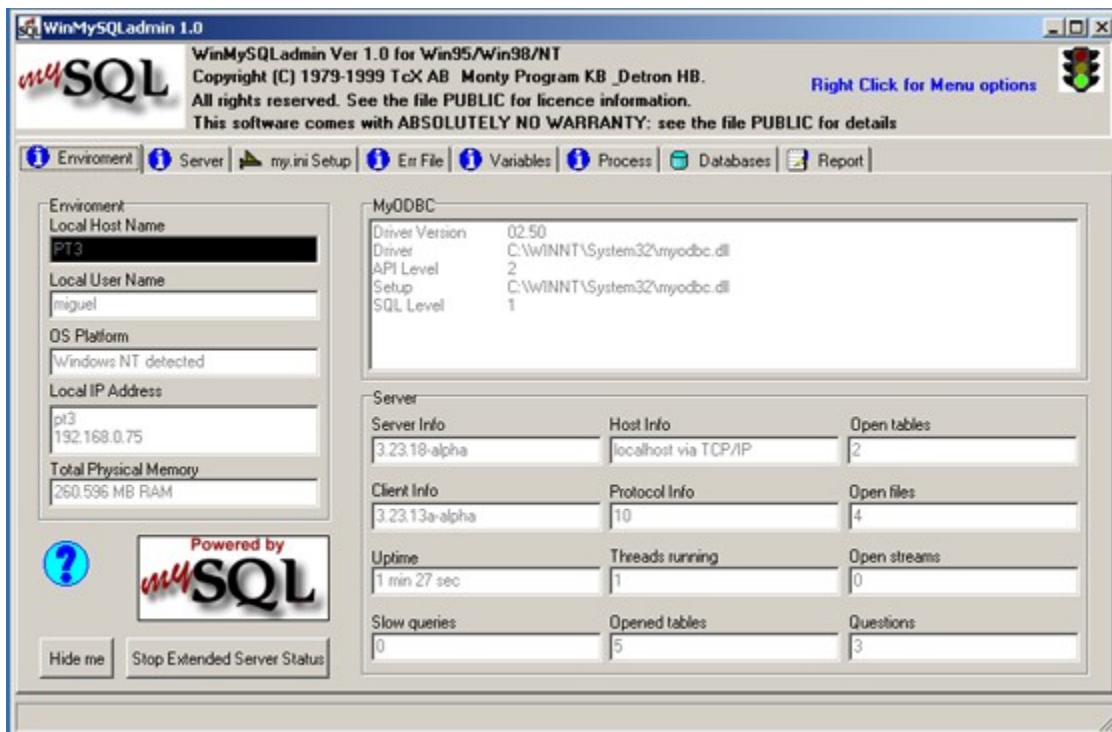 WinMySQLadmin 1.0
mySQL
WinMySQLadmin Ver 1.0 for Win95/Win98/NT
Copyright (C) 1979-1999 TcX AB Monty Program KB _Detron HB.
All rights reserved. See the file PUBLIC for licence information.
This software comes with ABSOLUTELY NO WARRANTY: see the file PUBLIC for details
Right Click for Menu options
Enviroment Server my.ini Setup Err File Variables Process Databases Report
Enviroment
Local Host Name
PT3
Local User Name
miguel
OS Platform
Windows NT detected
Local IP Address
pt3
192.168.0.75
Total Physical Memory
260.596 MB RAM
Powered by
mySQL
Hide me
Stop Extended Server Status
MyODBC
Driver Version 02.50
Driver C:\WINNT\System32\myodbc.dll
API Level 2
Setup C:\WINNT\System32\myodbc.dll
SQL Level 1
Server
Server Info Host Info Open tables
3.23.18-alpha localhost via TCP/IP 2
Client Info Protocol Info Open files
3.23.13a-alpha 10 4
Uptime Threads running Open streams
1 min 27 sec 1 0
Slow queries Opened tables Questions
0 5 3